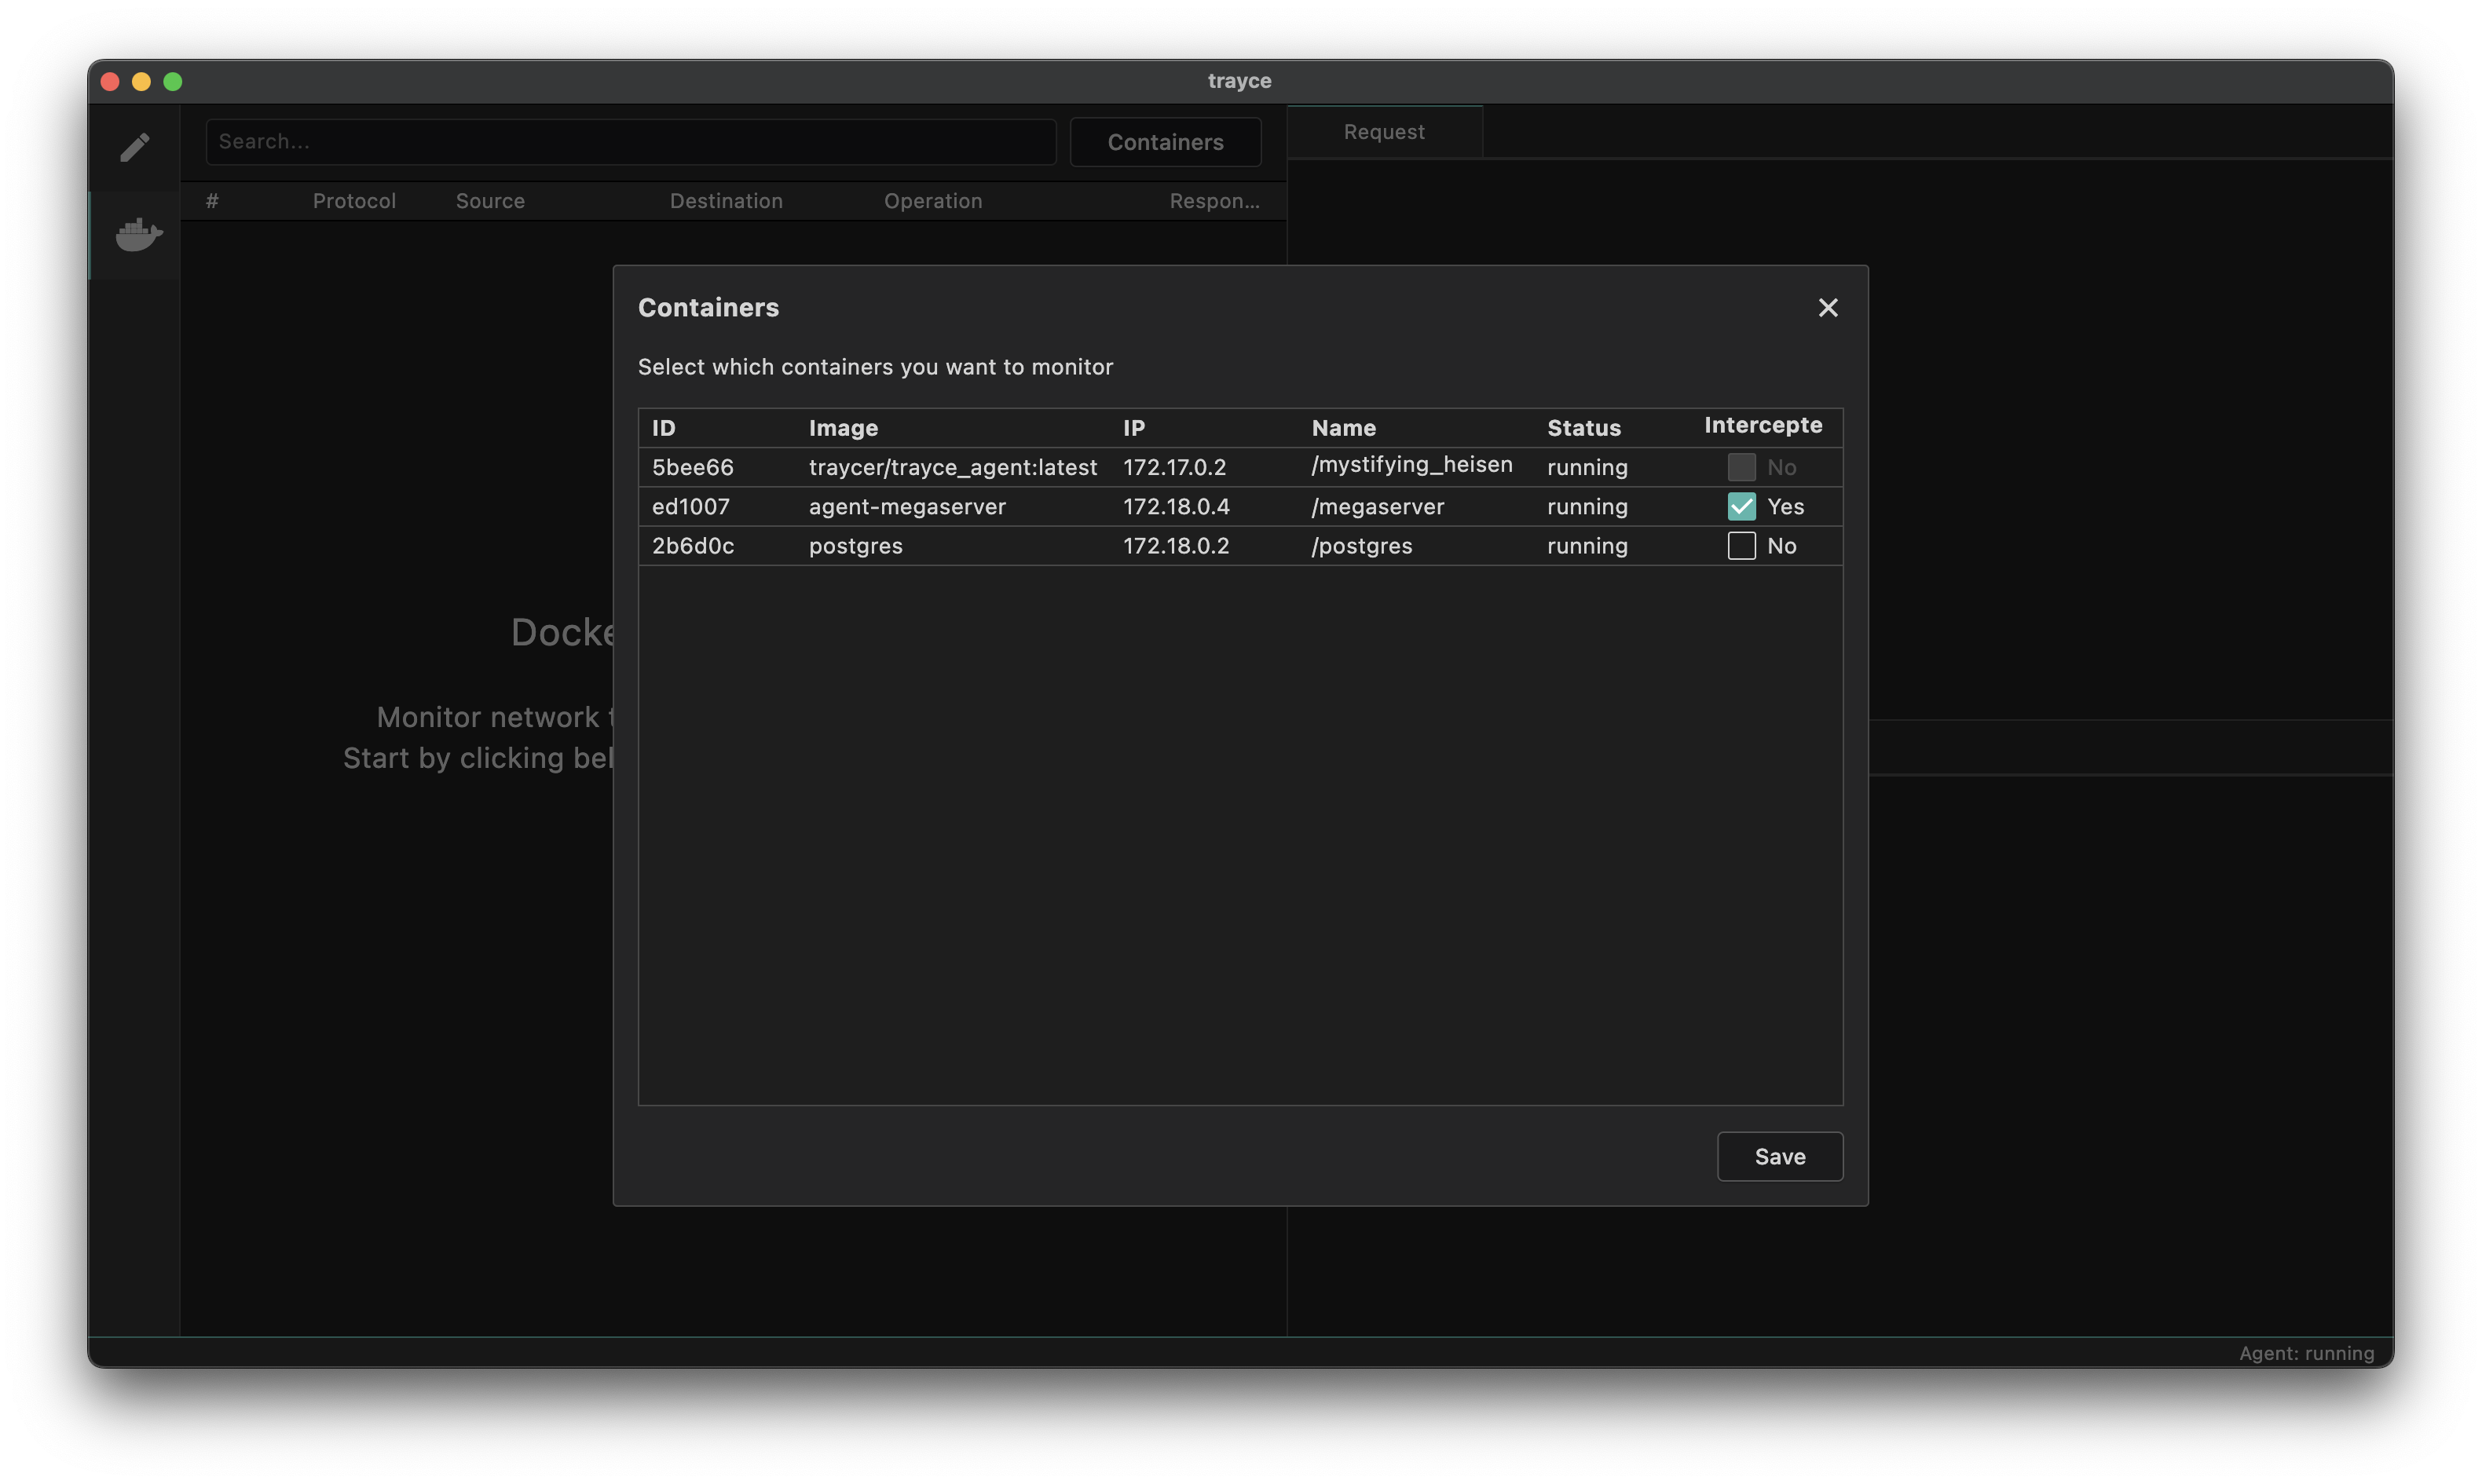 trayce
Search...
Containers
Request
# Protocol Source Destination Operation Respon...
Containers
Select which containers you want to monitor
ID Image IP Name Status Intercepte
5bee66 traycer/trayce_agent:latest 172.17.0.2 /mystifying_heisen running No
ed1007 agent-megaserver 172.18.0.4 /megaserver running Yes
2b6d0c postgres 172.18.0.2 /postgres running No
Docke
Monitor network
Start by clicking bel
Save
Agent: running